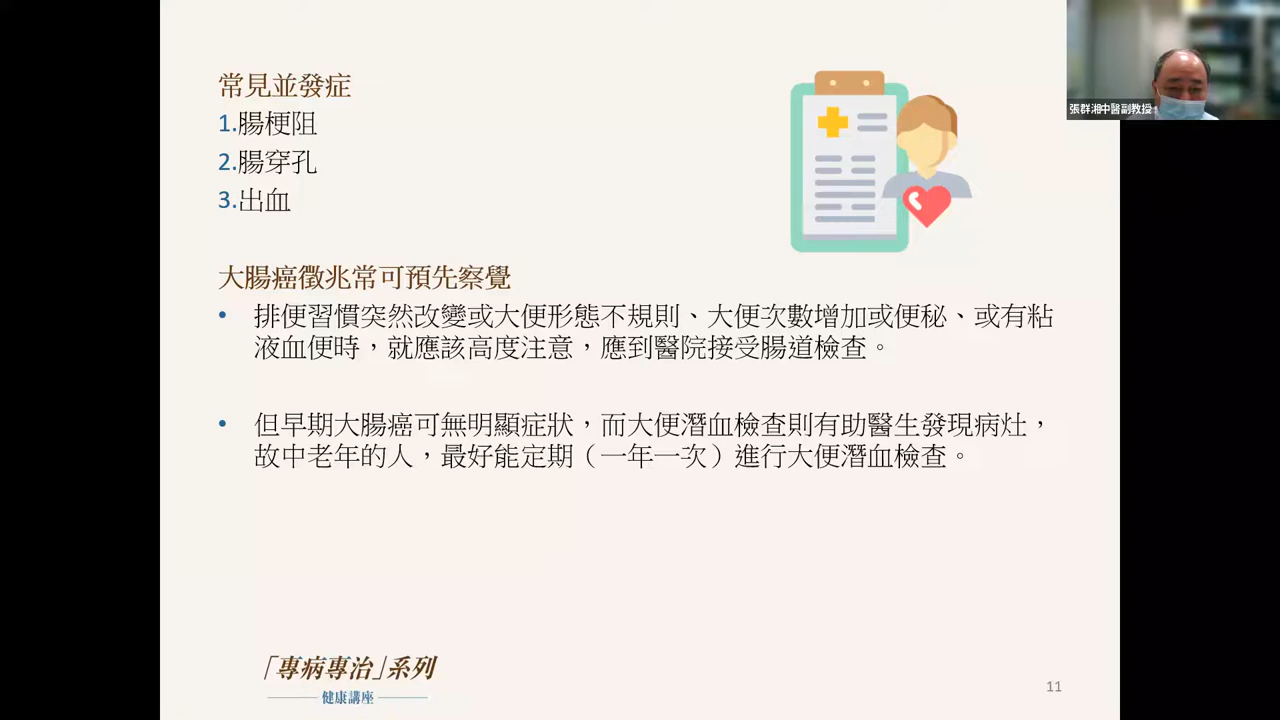 常見並發症
1.腸梗阻
2.腸穿孔
3.出血
大腸癌徵兆常可預先察覺
• 排便習慣突然改變或大便形態不規則、大便次數增加或便秘、或有粘
液血便時，就應該高度注意，應到醫院接受腸道檢查。
• 但早期大腸癌可無明顯症狀，而大便潛血檢查則有助醫生發現病灶，
故中老年的人，最好能定期（一年一次）進行大便潛血檢查。
「專病專治」系列
健康講座
11
張群湘中醫副教授